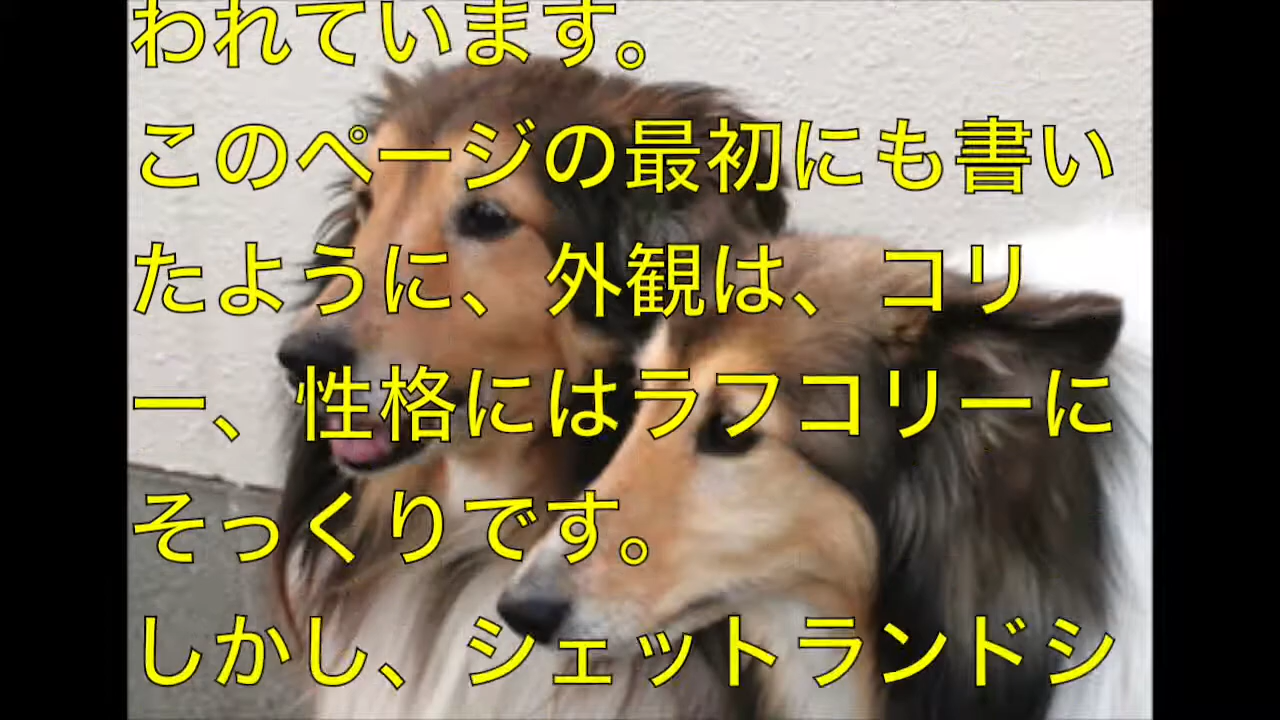 われています。
このページの最初にも書い
たように、外観は、コリ
ー、性格にはラフコリーに
そっくりです。
しかし、シェットランドシ